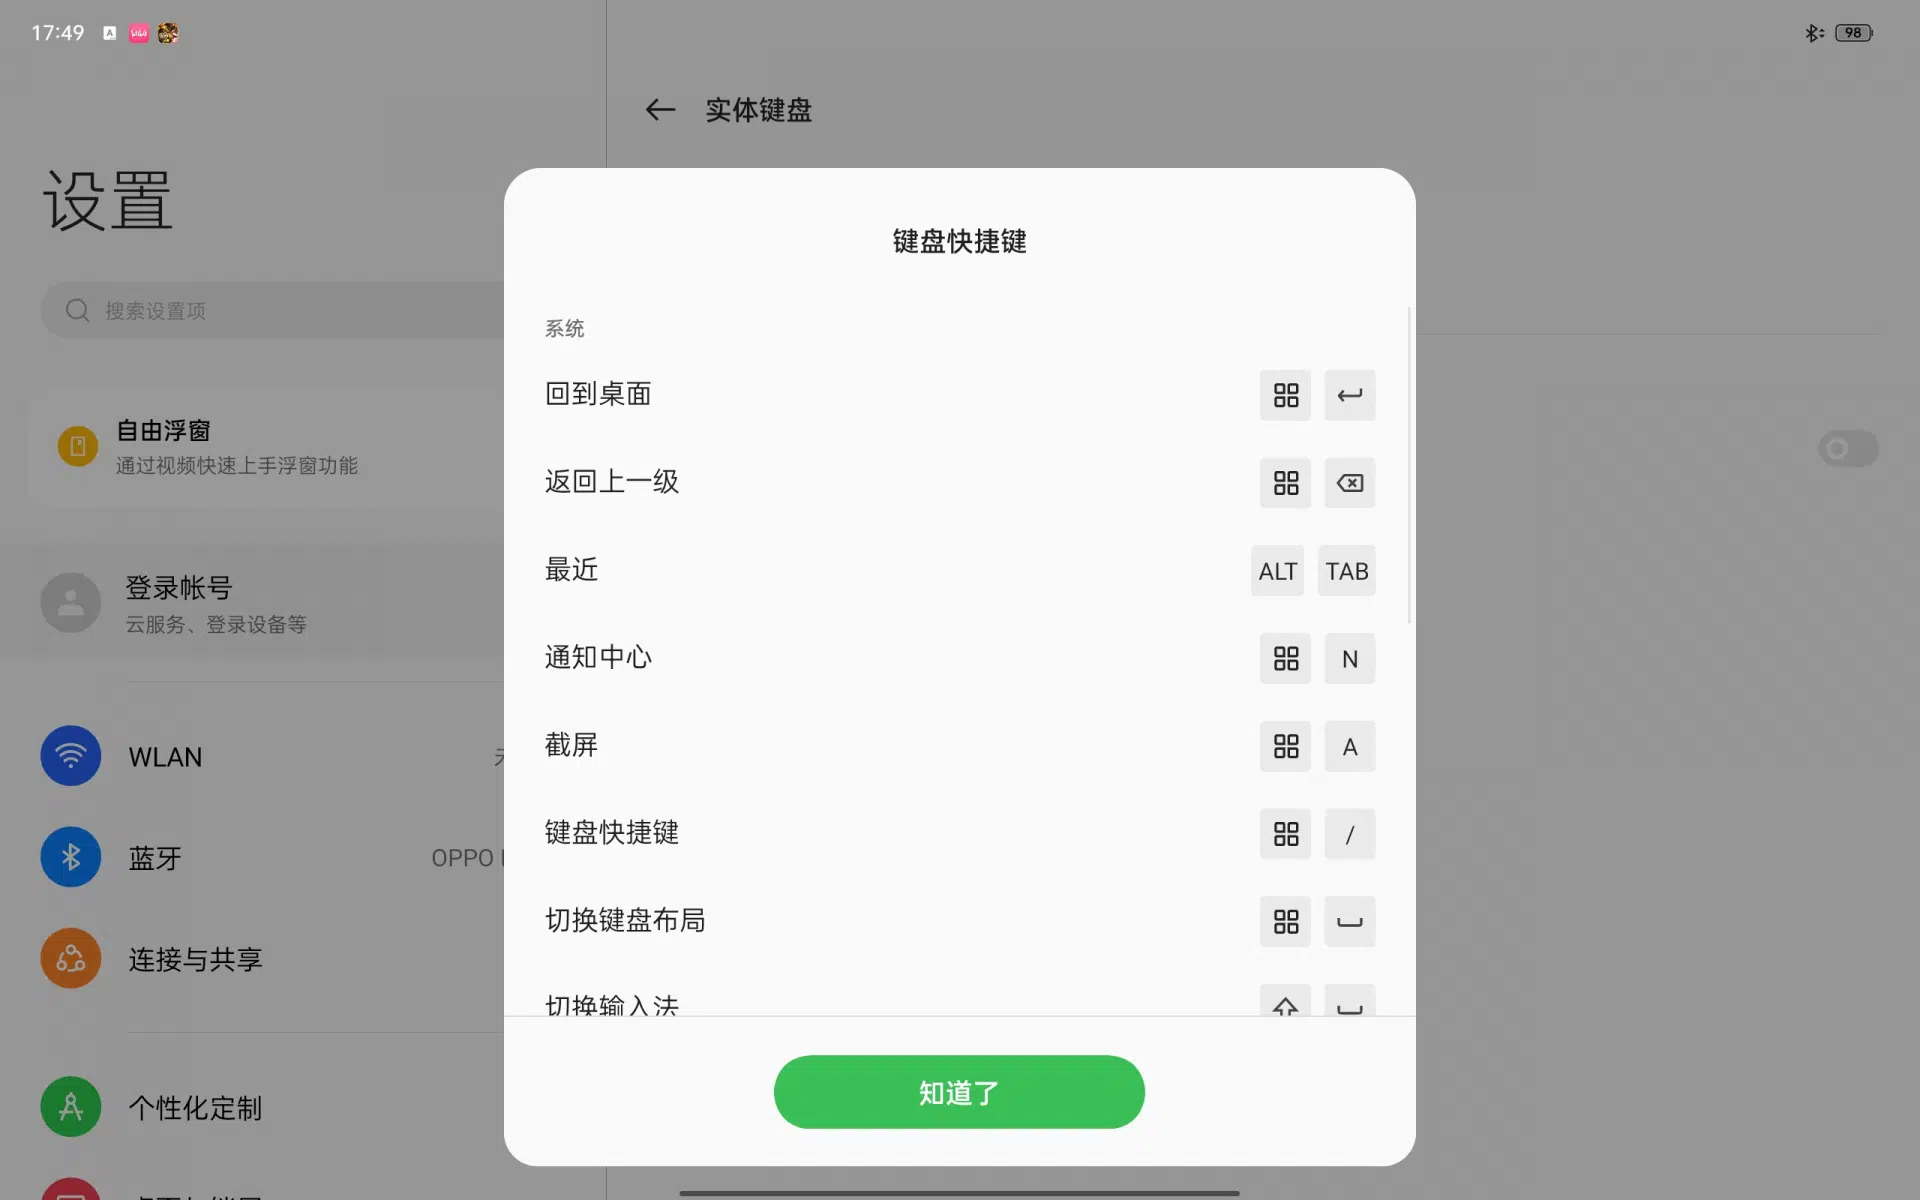 17:49
98
实体键盘
设置
搜索设置项
自由浮窗
通过视频快速上手浮窗功能
登录帐号
云服务、登录设备等
WLAN
蓝牙
OPPO
连接与共享
个性化定制
键盘快捷键
系统
回到桌面
返回上一级
最近 ALT TAB
通知中心 N
截屏 A
键盘快捷键 /
切换键盘布局
切换输入法
知道了